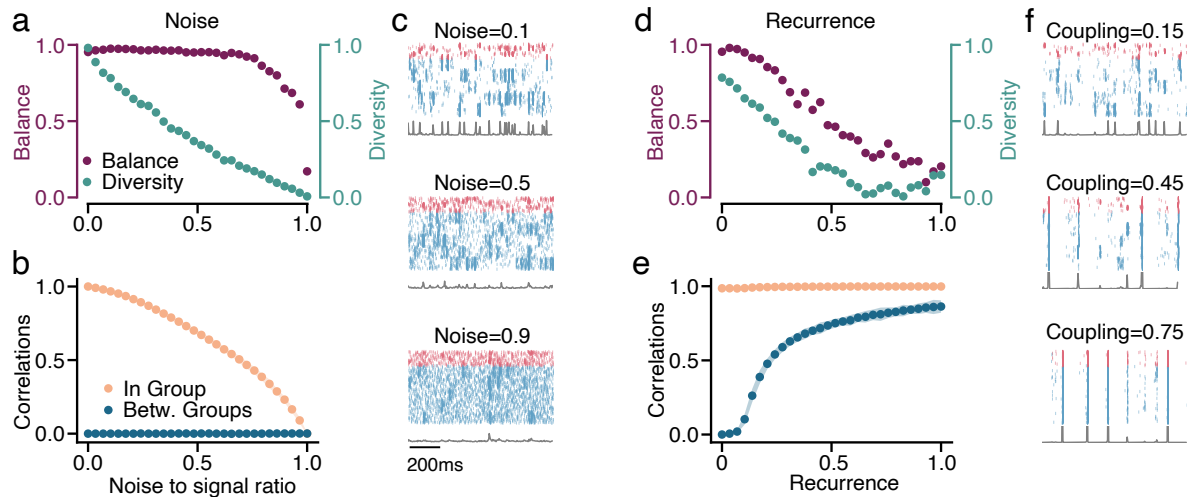 a
Noise
1.0
0.5
0.0
Balance
1.0
0.5
0.0
Diversity
Balance
Diversity
0.0
0.5
1.0
b
1.0
0.5
0.0
Correlations
In Group
Betw. Groups
0.0
0.5
1.0
Noise to signal ratio
c
Noise=0.1
Noise=0.5
Noise=0.9
200ms
d
Recurrence
1.0
0.5
0.0
Balance
1.0
0.5
0.0
Diversity
0.0
0.5
1.0
e
1.0
0.5
0.0
Correlations
0.0
0.5
1.0
Recurrence
f
Coupling=0.15
Coupling=0.45
Coupling=0.75